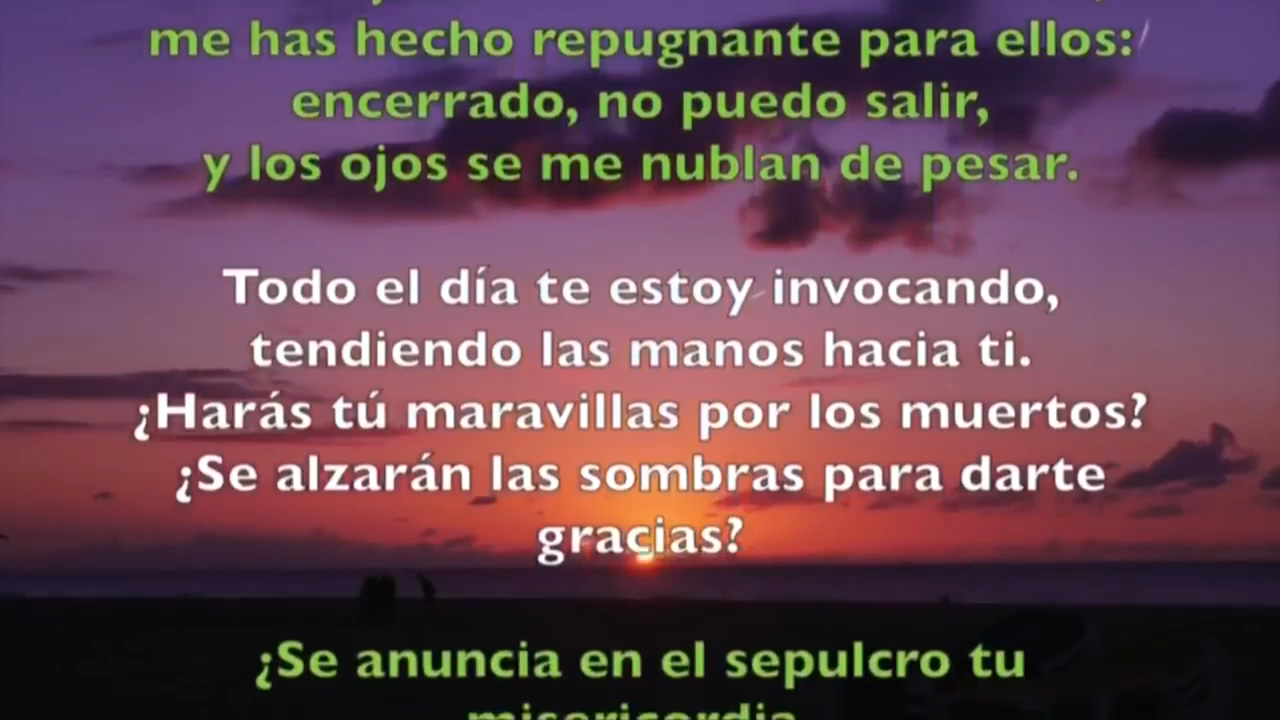 me has hecho repugnante para ellos:
encerrado, no puedo salir,
y los ojos se me nublan de pesar.
Todo el día te estoy invocando,
tendiendo las manos hacia ti.
¿Harás tú maravillas por los muertos?
¿Se alzarán las sombras para darte
gracias?
¿Se anuncia en el sepulcro tu
misericordia